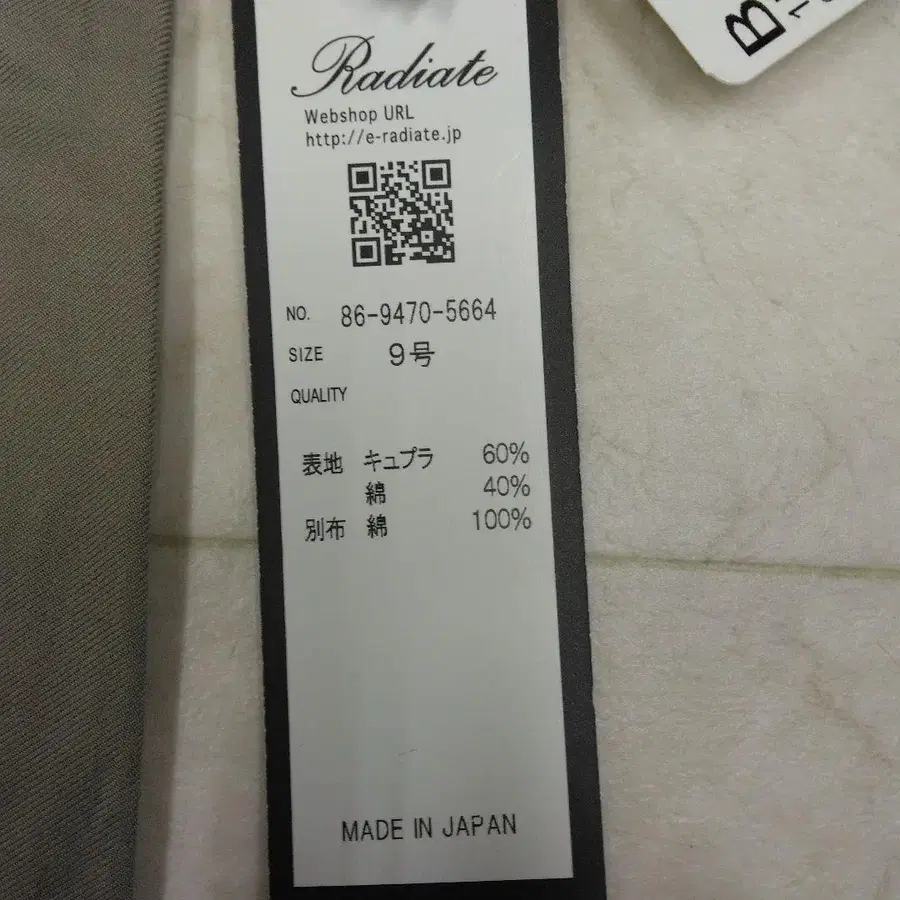 Radiate
Webshop URL
http://e-radiate.jp
NO. 86-9470-5664
SIZE 9号
QUALITY
表地 キュプラ 60%
綿 40%
別布 綿 100%
MADE IN JAPAN